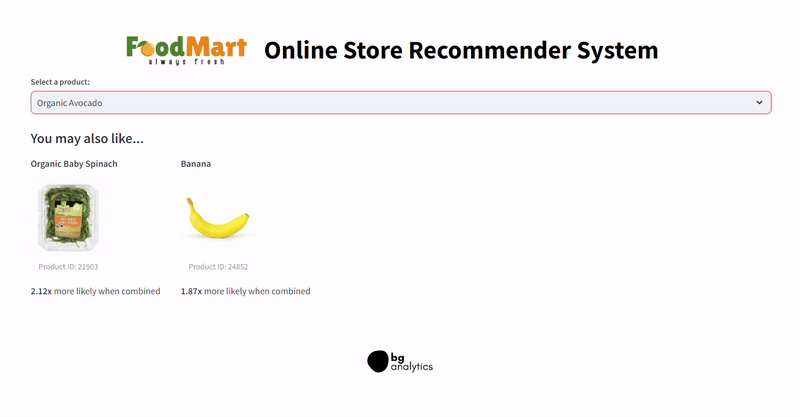 FoodMart
always fresh
Online Store Recommender System
Select a product:
Organic Avocado
You may also like...
Organic Baby Spinach
Banana
Product ID: 21903
Product ID: 24852
2.12x more likely when combined
1.87x more likely when combined
bg
analytics